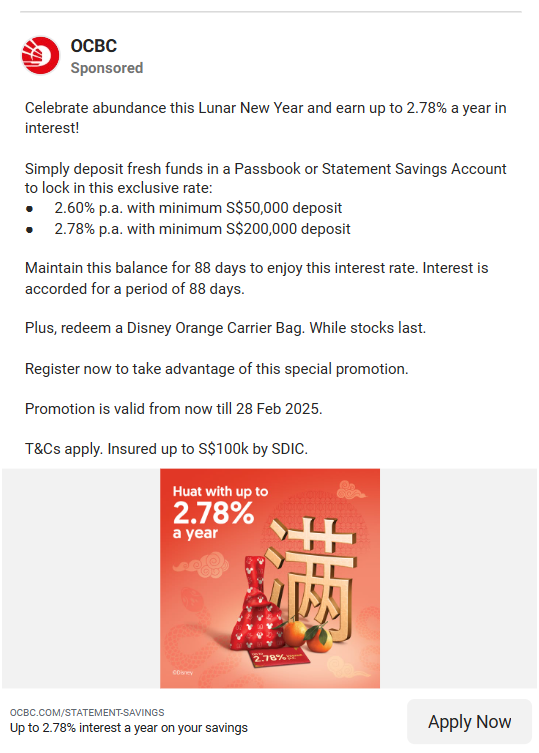 OCBC
Sponsored
Celebrate abundance this Lunar New Year and earn up to 2.78% a year in
interest!
Simply deposit fresh funds in a Passbook or Statement Savings Account
to lock in this exclusive rate:
● 2.60% p.a. with minimum S$50,000 deposit
● 2.78% p.a. with minimum S$200,000 deposit
Maintain this balance for 88 days to enjoy this interest rate. Interest is
accorded for a period of 88 days.
Plus, redeem a Disney Orange Carrier Bag. While stocks last.
Register now to take advantage of this special promotion.
Promotion is valid from now till 28 Feb 2025.
T&Cs apply. Insured up to S$100k by SDIC.
Huat with up to
2.78%
a year
满
2.78%
©Disney
OCBC.COM/STATEMENT-SAVINGS
Up to 2.78% interest a year on your savings
Apply Now